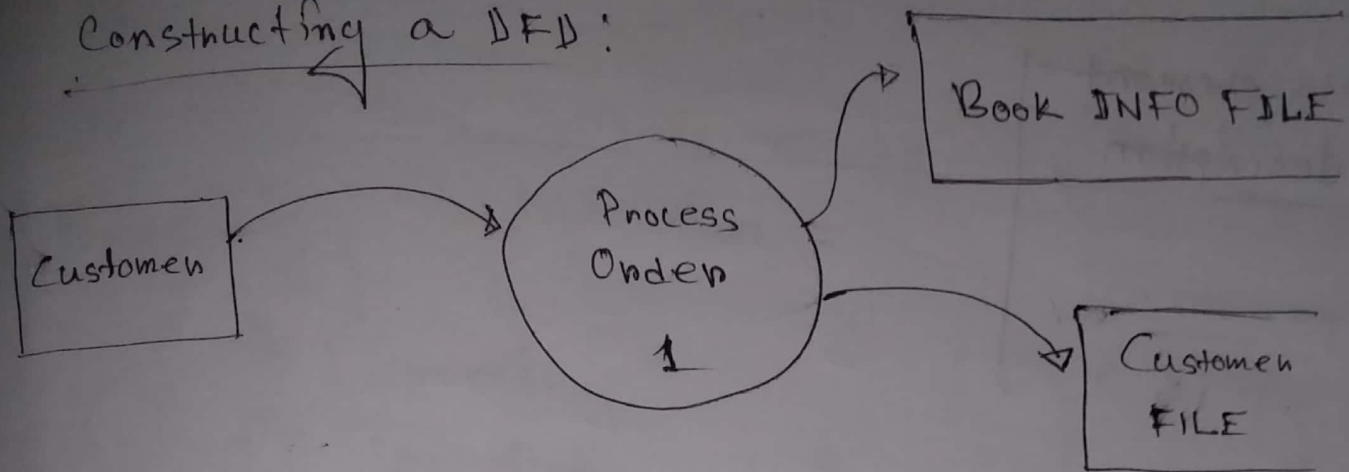 Constructing a DFD:
Book INFO FILE
Customer
Process
Order
1
Customer
FILE